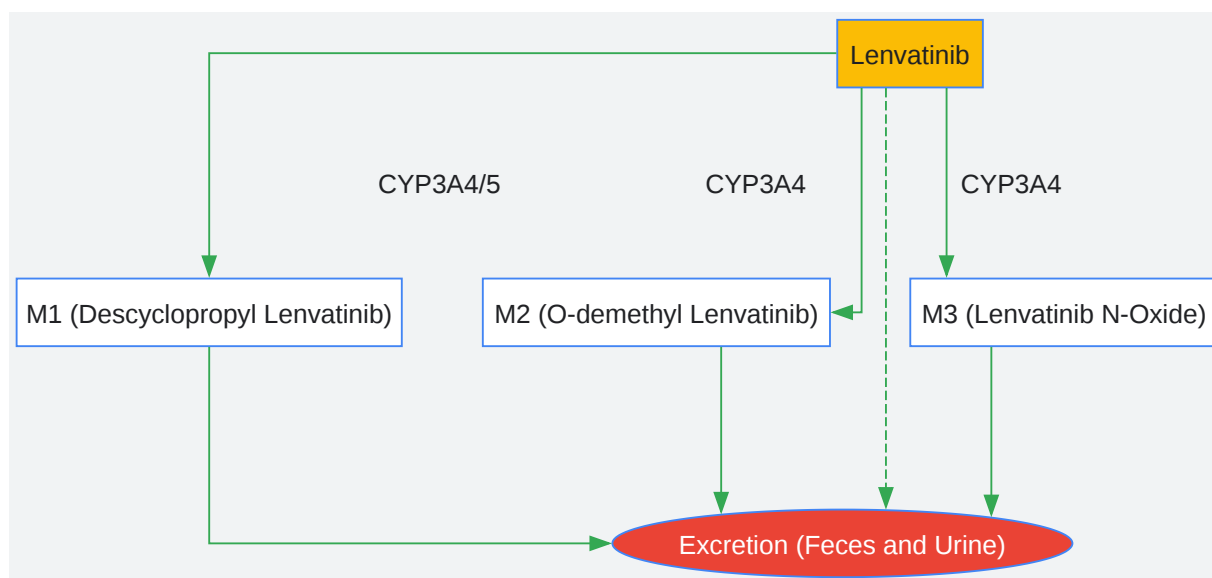 Lenvatinib
CYP3A4/5
CYP3A4
CYP3A4
M1 (Descyclopropyl Lenvatinib)
M2 (O-demethyl Lenvatinib)
M3 (Lenvatinib N-Oxide)
Excretion (Feces and Urine)